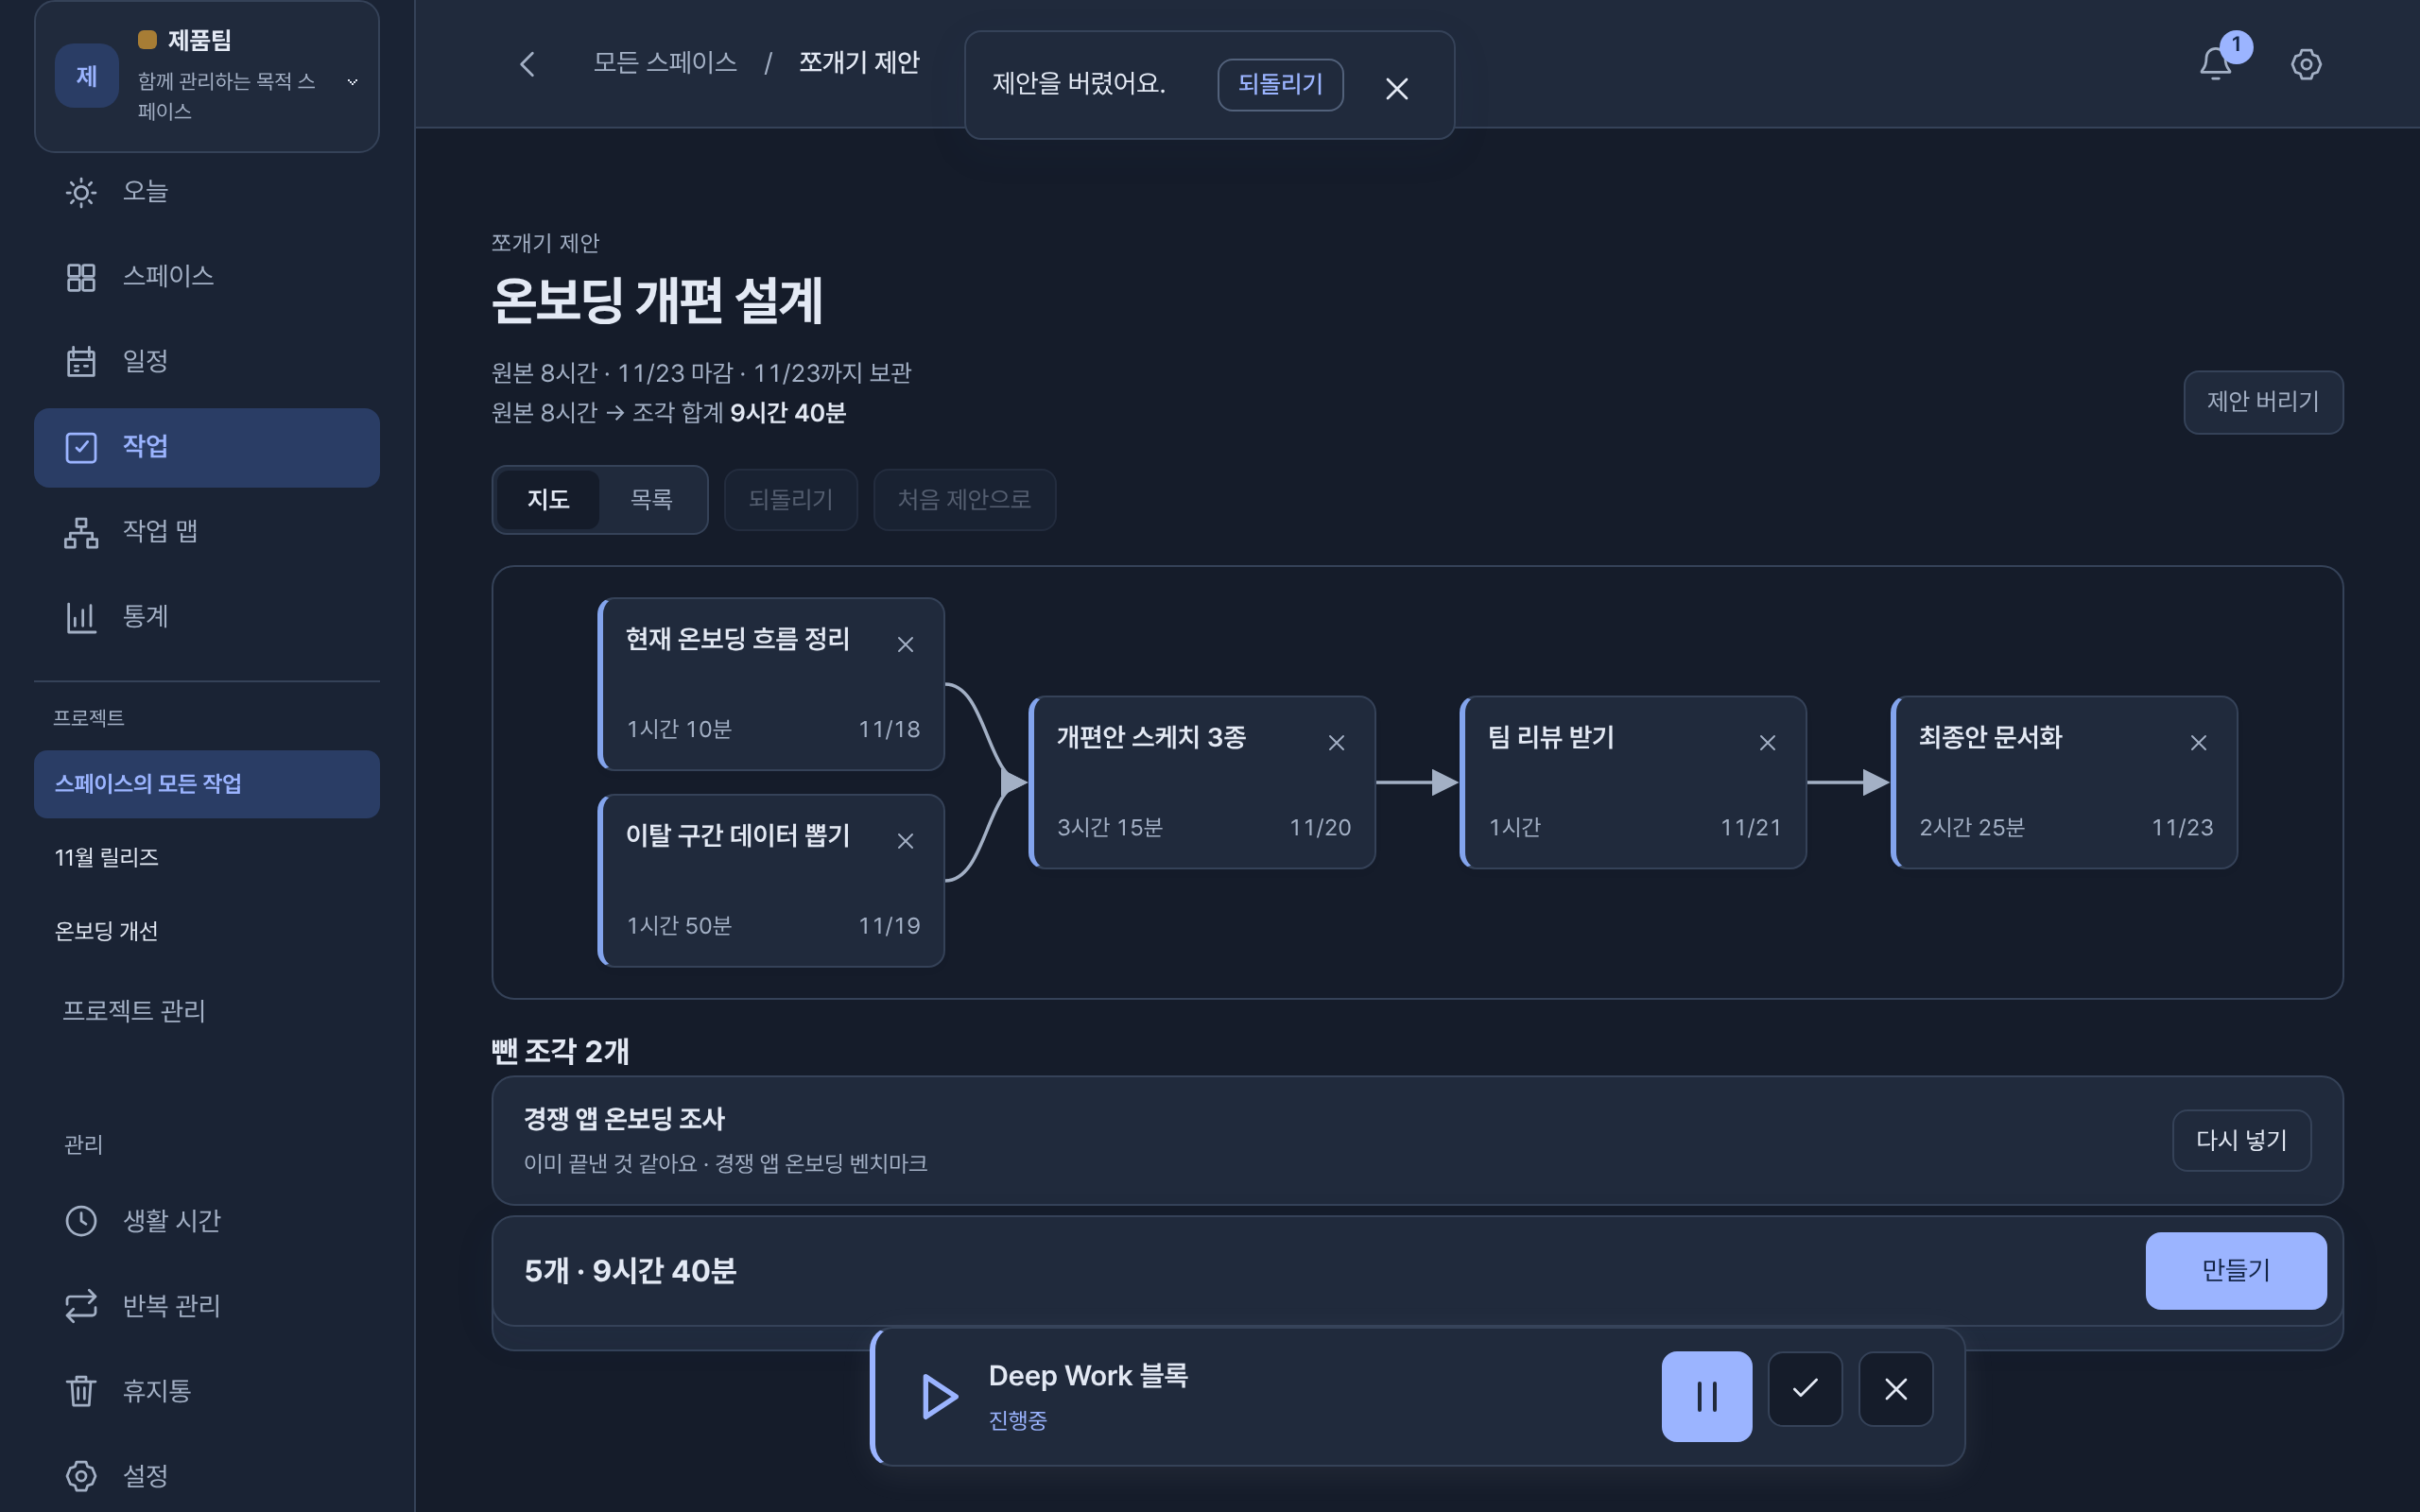 제
제품팀
함께 관리하는 목적 스
페이스
오늘
스페이스
일정
작업
작업 맵
통계
프로젝트
스페이스의 모든 작업
11월 릴리즈
온보딩 개선
프로젝트 관리
관리
생활 시간
반복 관리
휴지통
설정
모든 스페이스 / 쪼개기 제안
제안을 버렸어요.
되돌리기
1
쪼개기 제안
온보딩 개편 설계
원본 8시간 · 11/23 마감 · 11/23까지 보관
원본 8시간 → 조각 합계 9시간 40분
제안 버리기
지도
목록
되돌리기
처음 제안으로
현재 온보딩 흐름 정리
1시간 10분
11/18
이탈 구간 데이터 뽑기
1시간 50분
11/19
개편안 스케치 3종
3시간 15분
11/20
팀 리뷰 받기
1시간
11/21
최종안 문서화
2시간 25분
11/23
뺀 조각 2개
경쟁 앱 온보딩 조사
이미 끝낸 것 같아요 · 경쟁 앱 온보딩 벤치마크
다시 넣기
5개 · 9시간 40분
만들기
Deep Work 블록
진행중